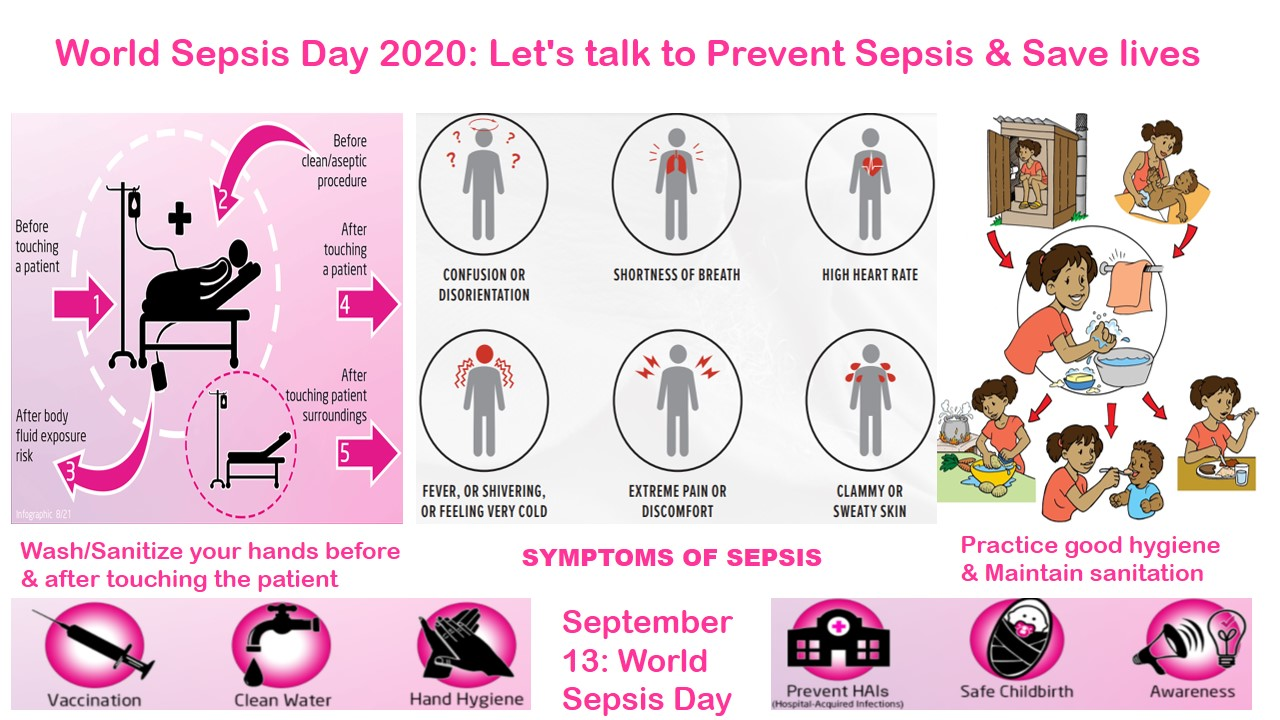 World Sepsis Day 2020: Let's talk to Prevent Sepsis & Save lives
Before
touching
a patient
1
Before
clean/aseptic
procedure
2
After body
fluid exposure
risk
3
After
touching
a patient
4
After
touching patient
surroundings
5
Infographic 8/21
Wash/Sanitize your hands before
& after touching the patient
? ?
? ?
CONFUSION OR
DISORIENTATION
SHORTNESS OF BREATH
HIGH HEART RATE
FEVER, OR SHIVERING,
OR FEELING VERY COLD
EXTREME PAIN OR
DISCOMFORT
CLAMMY OR
SWEATY SKIN
SYMPTOMS OF SEPSIS
Practice good hygiene
& Maintain sanitation
Vaccination
Clean Water
Hand Hygiene
September
13: World
Sepsis Day
Prevent HAIs
(Hospital-Acquired Infections)
Safe Childbirth
Awareness